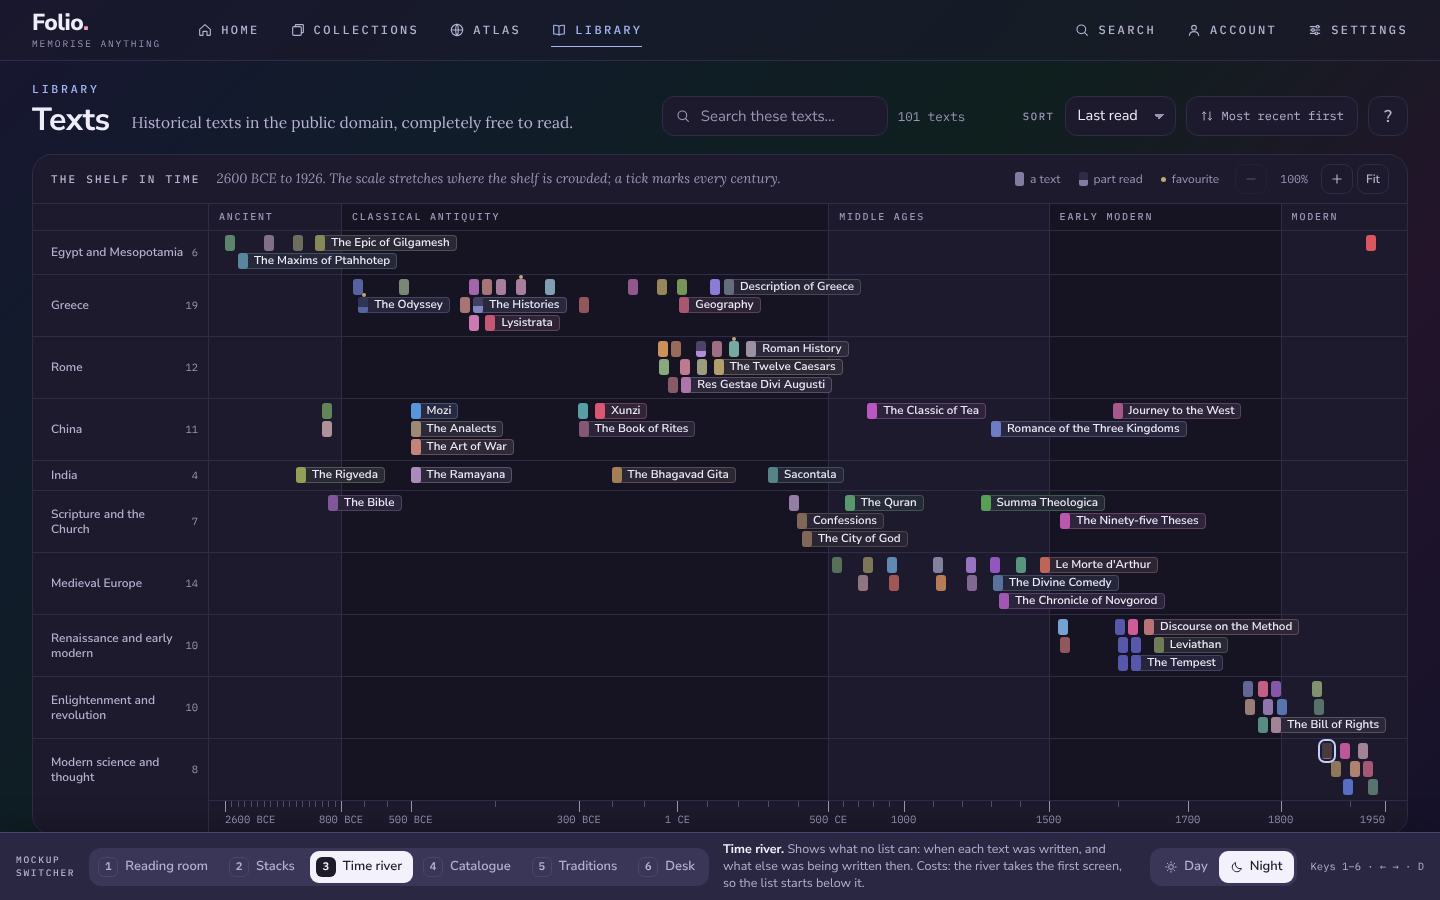 Folio.
MEMORISE ANYTHING
HOME
COLLECTIONS
ATLAS
LIBRARY
SEARCH
ACCOUNT
SETTINGS
LIBRARY
Texts
Historical texts in the public domain, completely free to read.
Search these texts...
101 texts
SORT
Last read
Most recent first
?
THE SHELF IN TIME
2600 BCE to 1926. The scale stretches where the shelf is crowded; a tick marks every century.
a text
part read
favourite
−
100%
+
Fit
ANCIENT
CLASSICAL ANTIQUITY
MIDDLE AGES
EARLY MODERN
MODERN
Egypt and Mesopotamia 6
The Epic of Gilgamesh
The Maxims of Ptahhotep
Greece 19
Description of Greece
The Odyssey
The Histories
Geography
Lysistrata
Rome 12
Roman History
The Twelve Caesars
Res Gestae Divi Augusti
China 11
Mozi
Xunzi
The Classic of Tea
Journey to the West
The Analects
The Book of Rites
Romance of the Three Kingdoms
The Art of War
India 4
The Rigveda
The Ramayana
The Bhagavad Gita
Sacontala
Scripture and the
Church
7
The Bible
The Quran
Summa Theologica
Confessions
The Ninety-five Theses
The City of God
Medieval Europe 14
Le Morte d'Arthur
The Divine Comedy
The Chronicle of Novgorod
Renaissance and early
modern
10
Discourse on the Method
Leviathan
The Tempest
Enlightenment and
revolution
10
The Bill of Rights
Modern science and
thought
8
2600 BCE
800 BCE
500 BCE
300 BCE
1 CE
500 CE
1000
1500
1700
1800
1950
MOCKUP
SWITCHER
1 Reading room
2 Stacks
3 Time river
4 Catalogue
5 Traditions
6 Desk
Time river. Shows what no list can: when each text was written, and
what else was being written then. Costs: the river takes the first screen,
so the list starts below it.
Day
Night
Keys 1–6 · ← → · D